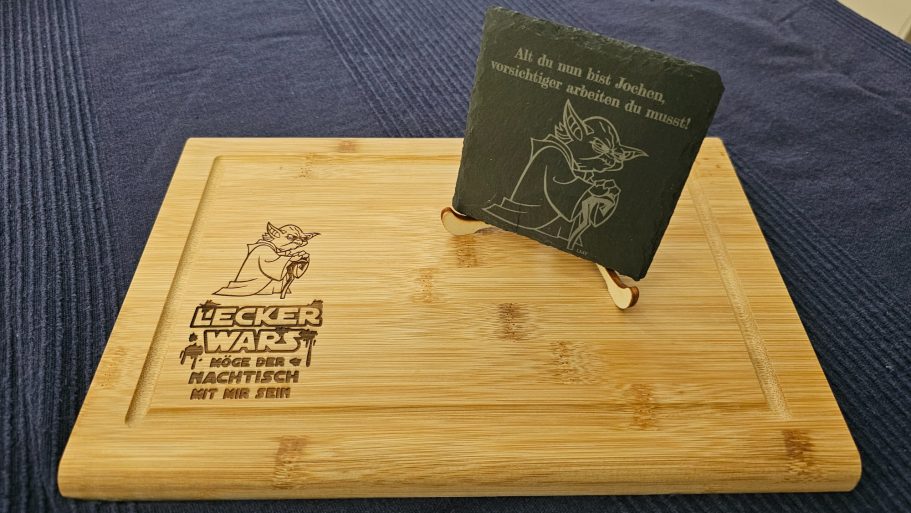 Alt du nun bist Jochen,
vorsichtiger arbeiten du musst!
LECKER
WARS
MÖGE DER
NACHTISCH
MIT MIR SEIN